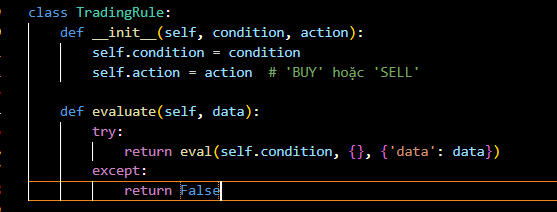 class TradingRule:
    def __init__(self, condition, action):
        self.condition = condition
        self.action = action  # 'BUY' hoặc 'SELL'

    def evaluate(self, data):
        try:
            return eval(self.condition, {}, {'data': data})
        except:
            return False